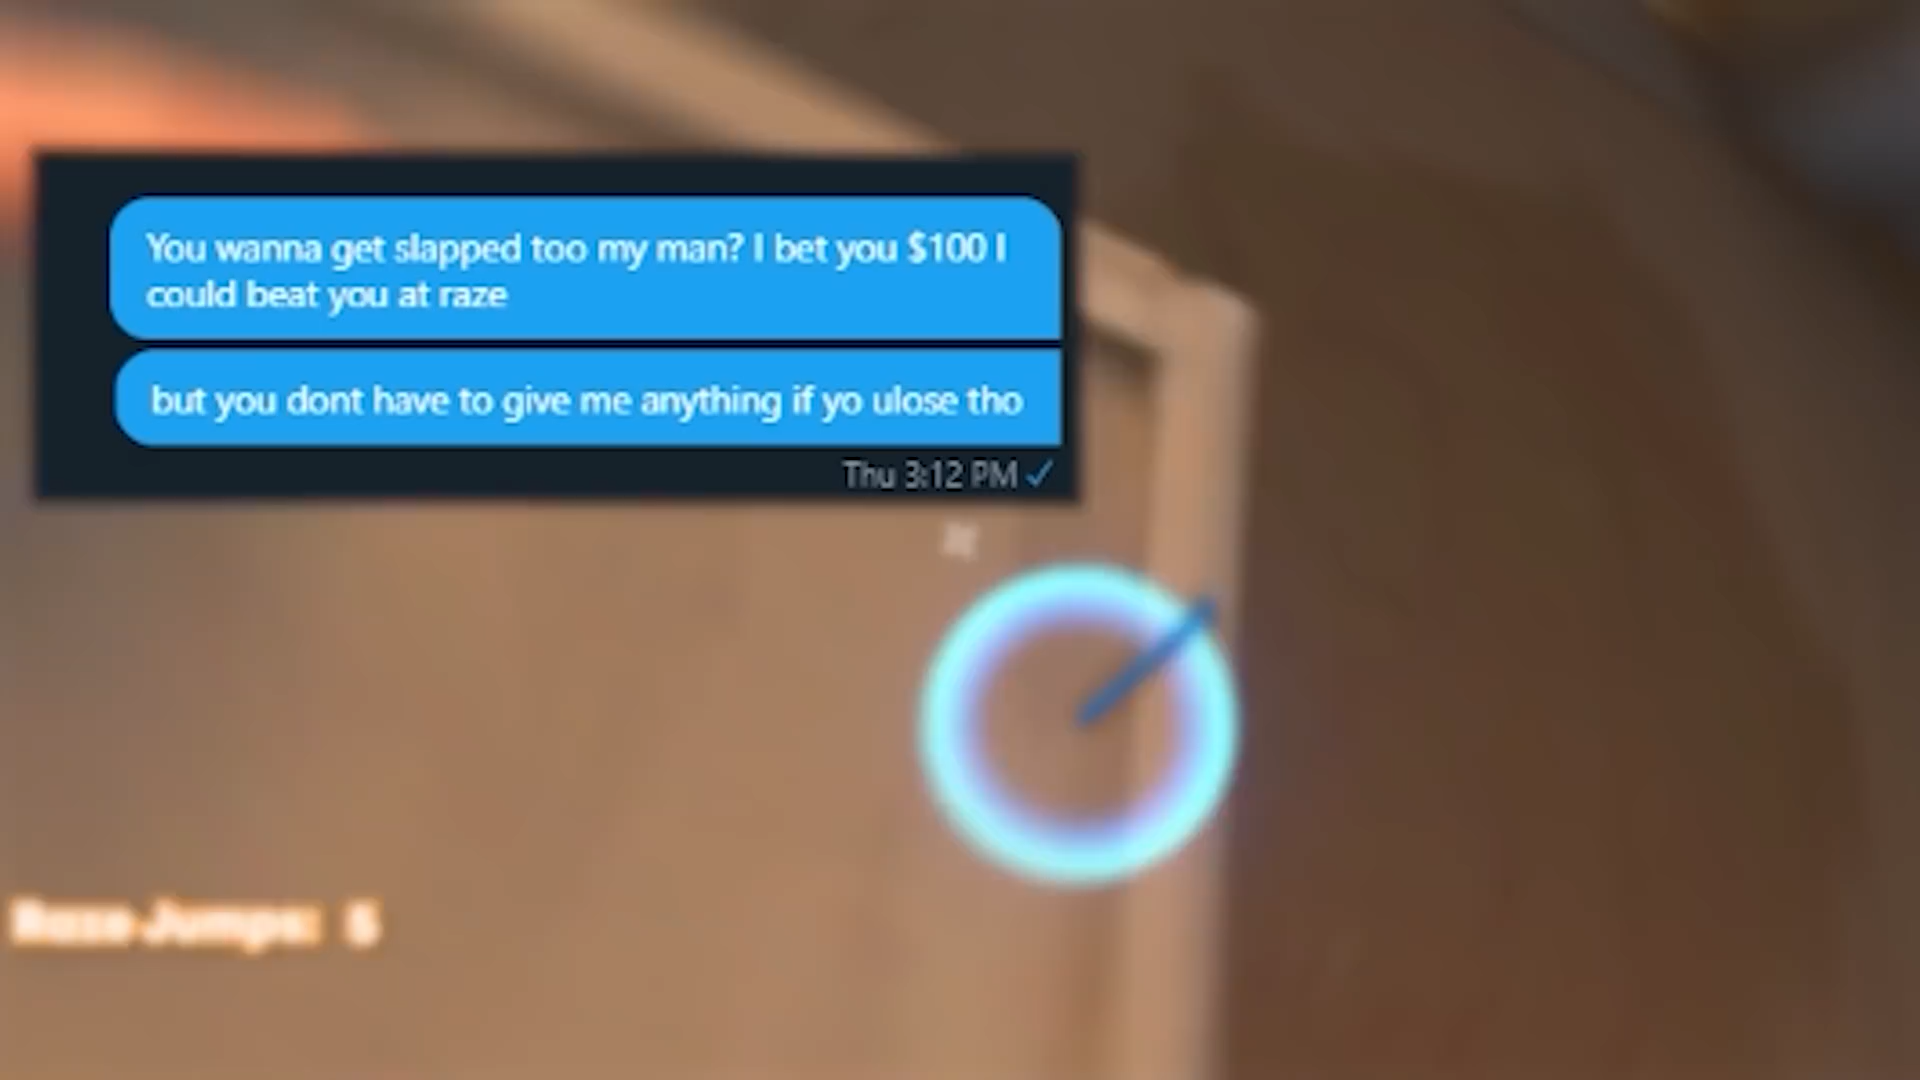 You wanna get slapped too my man? I bet you $100 I
could beat you at raze
but you dont have to give me anything if yo ulose tho
Thu 3:12 PM
Raze Jumps: 5